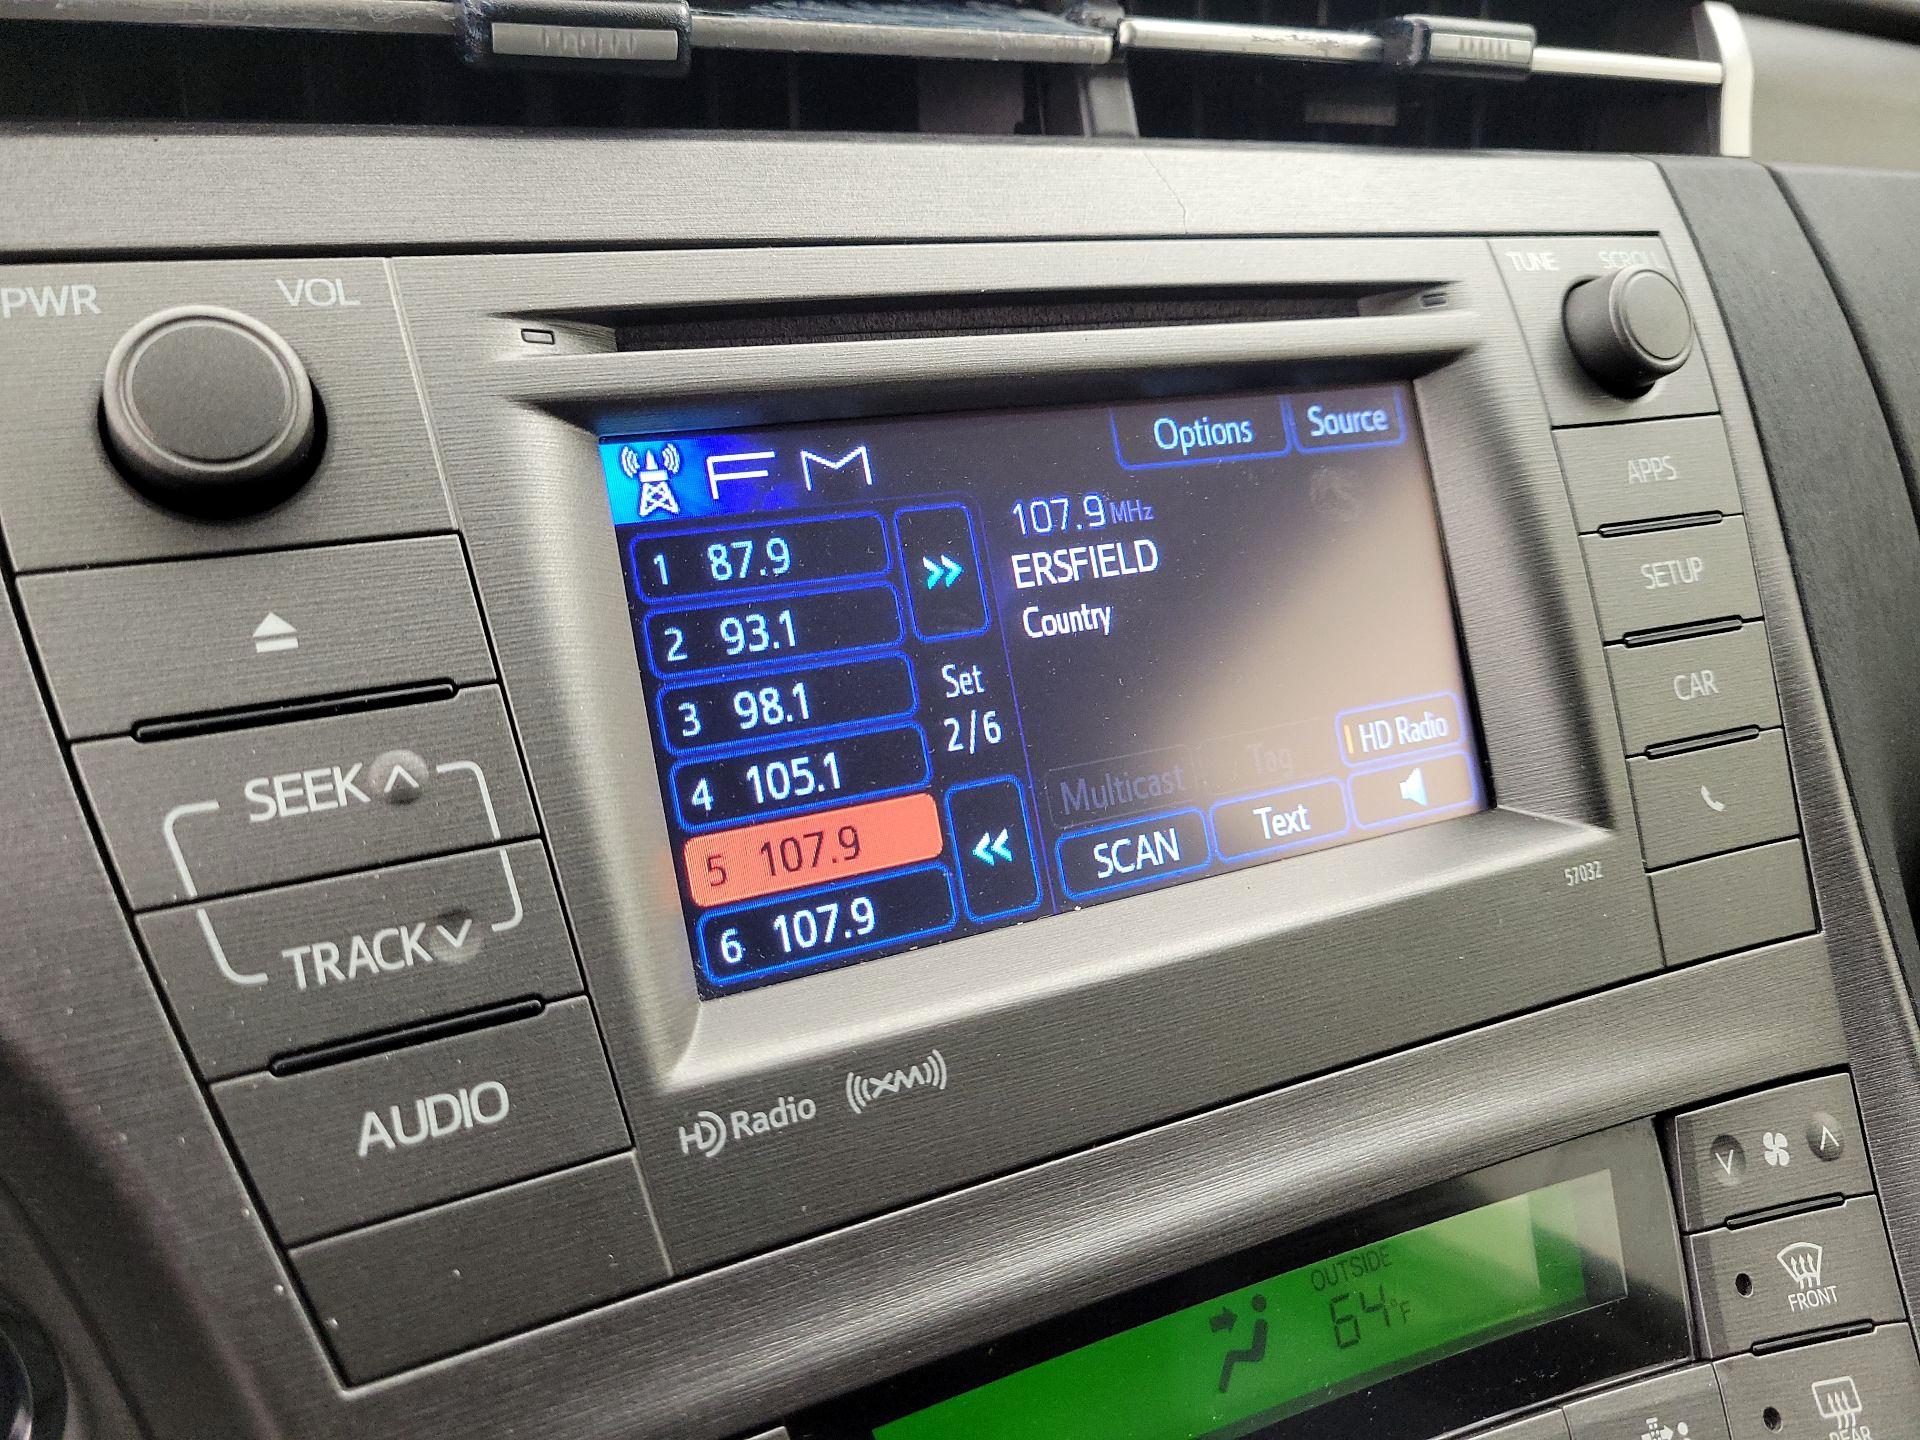 PWR VOL
TUNE SCROLL
FM
Options Source
107.9 MHz
ERSFIELD
Country
1 87.9
2 93.1
3 98.1
4 105.1
5 107.9
6 107.9
Set
2/6
Multicast Tag HD Radio
SCAN Text
SEEK
TRACK
AUDIO
APPS
SETUP
CAR
57032
HD Radio XM
OUTSIDE
64°F
FRONT
REAR